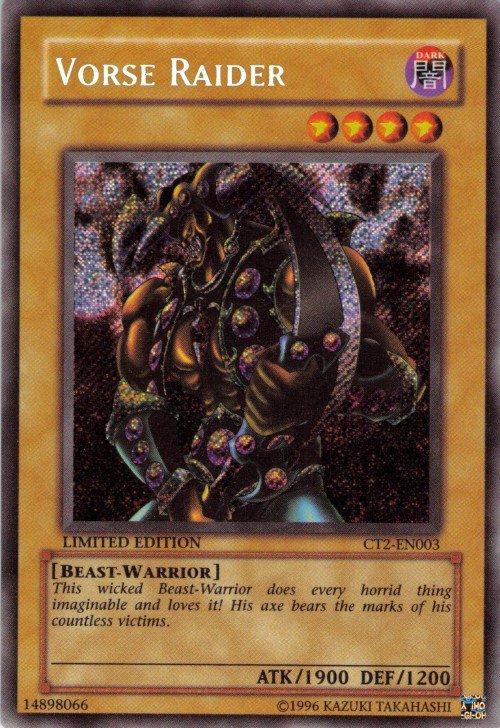 VORSE RAIDER
DARK
闇
LIMITED EDITION
CT2-EN003
[BEAST-WARRIOR]
This wicked Beast-Warrior does every horrid thing
imaginable and loves it! His axe bears the marks of his
countless victims.
ATK/1900 DEF/1200
14898066
©1996 KAZUKI TAKAHASHI